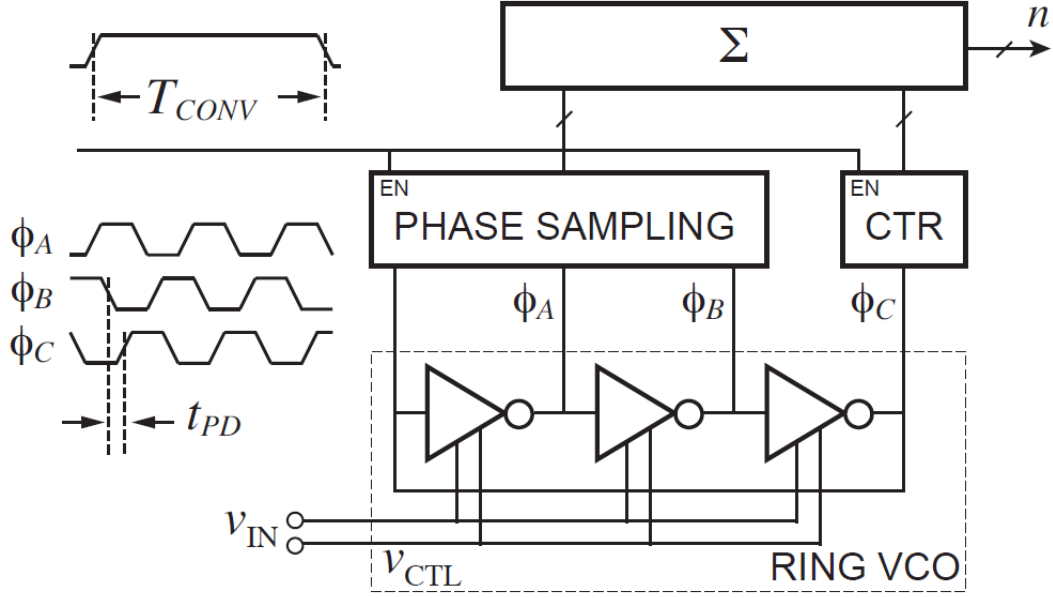 Σ
n
T_CONV
EN
PHASE SAMPLING
EN
CTR
ϕ_A
ϕ_B
ϕ_C
ϕ_A
ϕ_B
ϕ_C
t_PD
v_IN
v_CTL
RING VCO